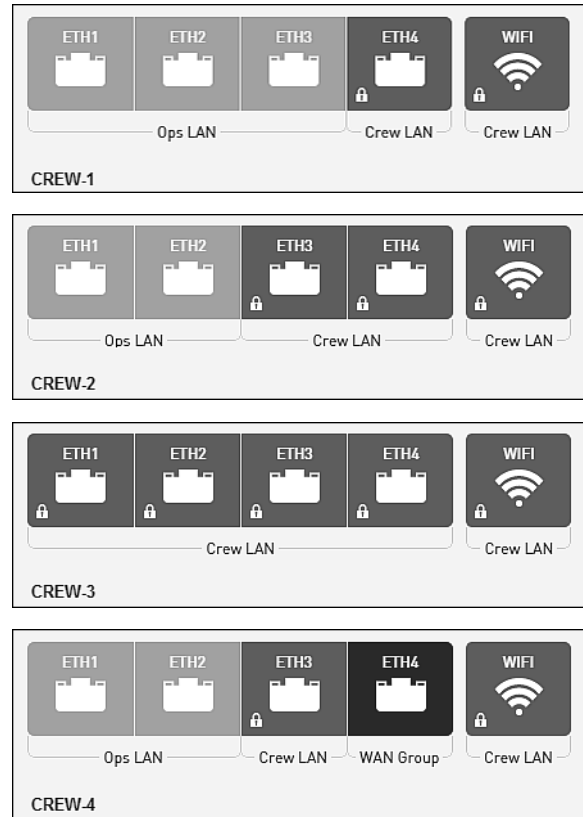 ETH1 ETH2 ETH3 ETH4 WIFI
Ops LAN Crew LAN Crew LAN
CREW-1
ETH1 ETH2 ETH3 ETH4 WIFI
Ops LAN Crew LAN Crew LAN
CREW-2
ETH1 ETH2 ETH3 ETH4 WIFI
Crew LAN Crew LAN
CREW-3
ETH1 ETH2 ETH3 ETH4 WIFI
Ops LAN Crew LAN WAN Group Crew LAN
CREW-4